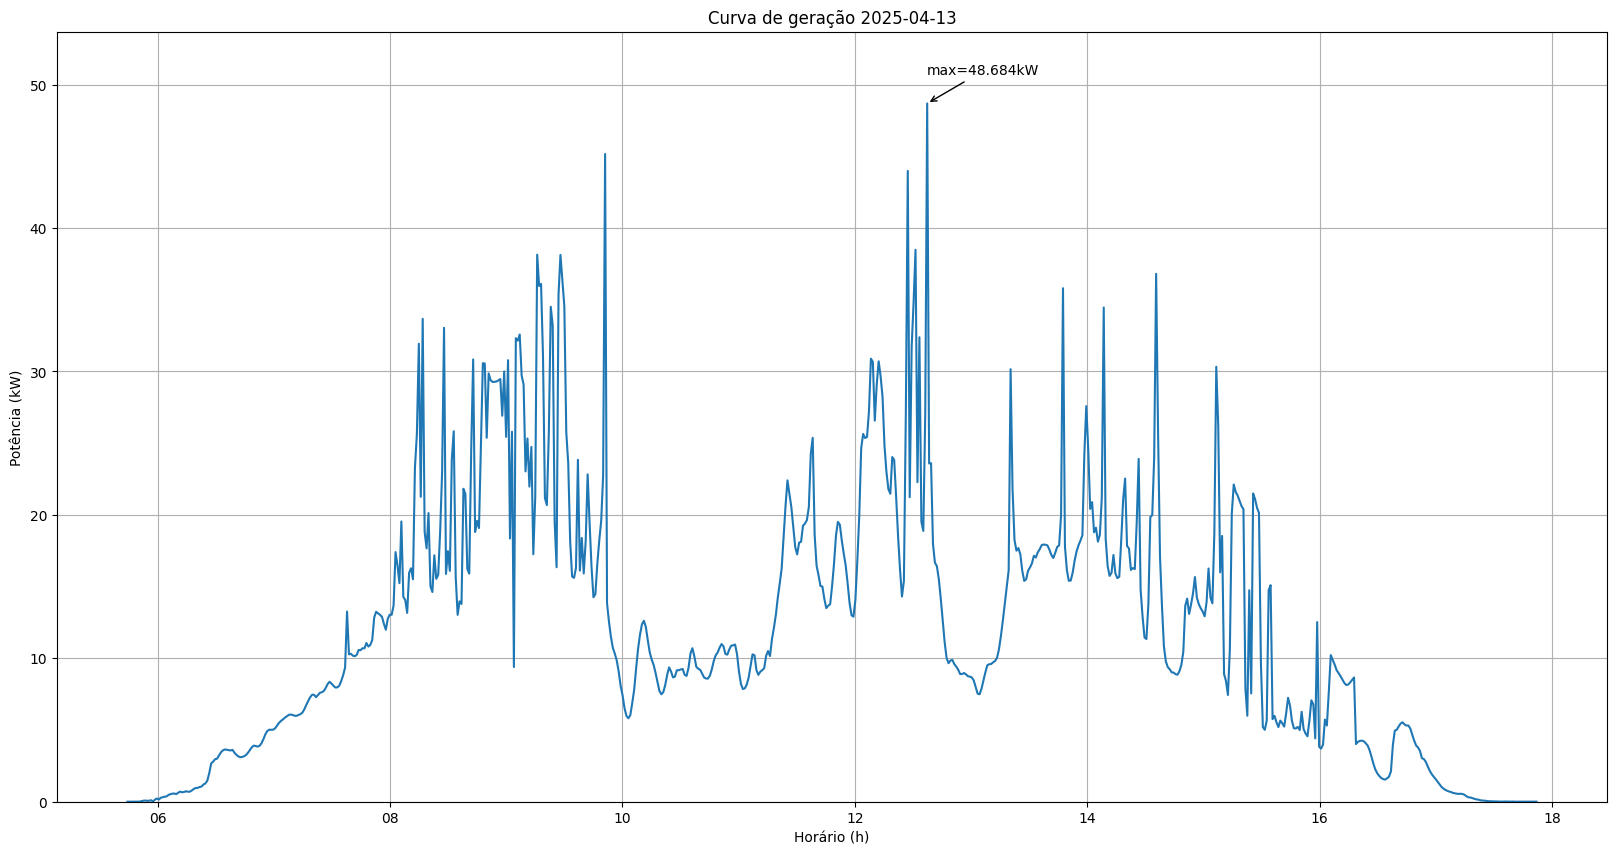 Curva de geração 2025-04-13
max=48.684kW
50
40
30
20
10
0
Potência (kW)
06 08 10 12 14 16 18
Horário (h)